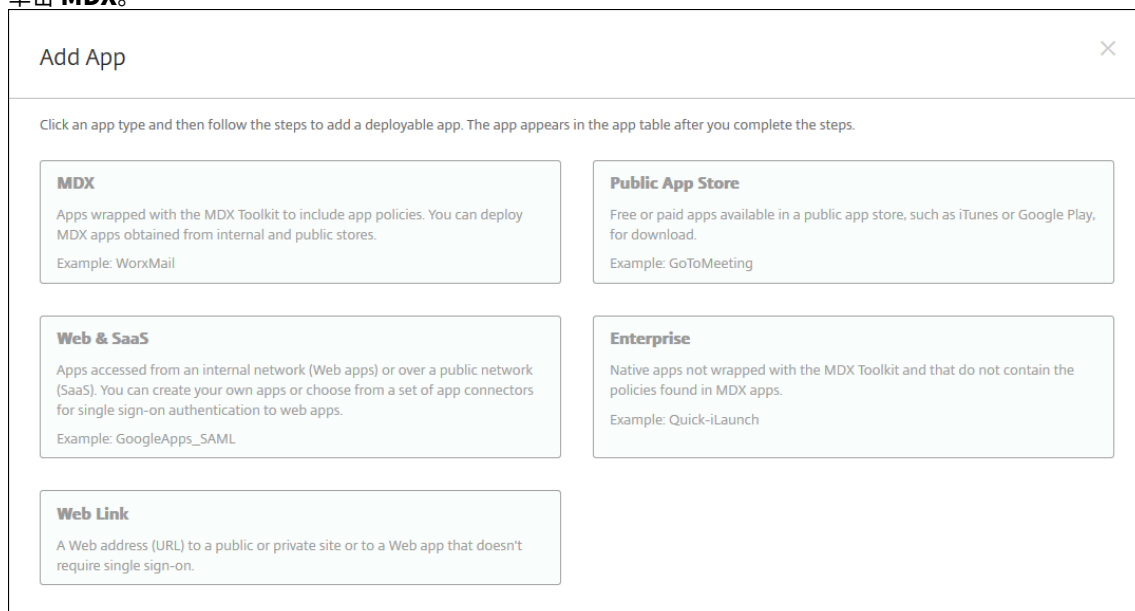 单击 MDX。
Add App
Click an app type and then follow the steps to add a deployable app. The app appears in the app table after you complete the steps.
MDX
Apps wrapped with the MDX Toolkit to include app policies. You can deploy
MDX apps obtained from internal and public stores.
Example: WorxMail
Public App Store
Free or paid apps available in a public app store, such as iTunes or Google Play,
for download.
Example: GoToMeeting
Web & SaaS
Apps accessed from an internal network (Web apps) or over a public network
(SaaS). You can create your own apps or choose from a set of app connectors
for single sign-on authentication to web apps.
Example: GoogleApps_SAML
Enterprise
Native apps not wrapped with the MDX Toolkit and that do not contain the
policies found in MDX apps.
Example: Quick-iLaunch
Web Link
A Web address (URL) to a public or private site or to a Web app that doesn't
require single sign-on.